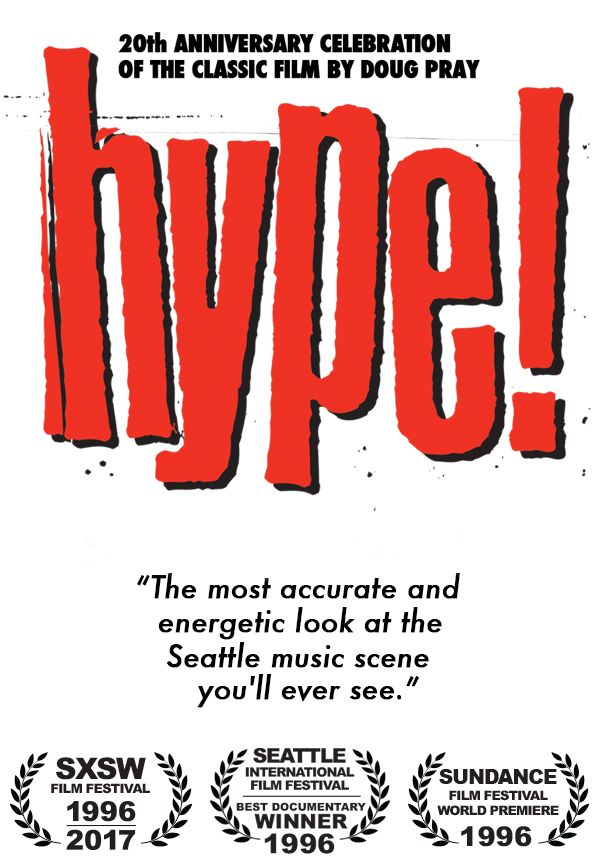 20th ANNIVERSARY CELEBRATION
OF THE CLASSIC FILM BY DOUG PRAY
hype!
“The most accurate and
energetic look at the
Seattle music scene
you'll ever see.”
SXSW
FILM FESTIVAL
1996
2017
SEATTLE
INTERNATIONAL
FILM FESTIVAL
BEST DOCUMENTARY
WINNER
1996
SUNDANCE
FILM FESTIVAL
WORLD PREMIERE
1996